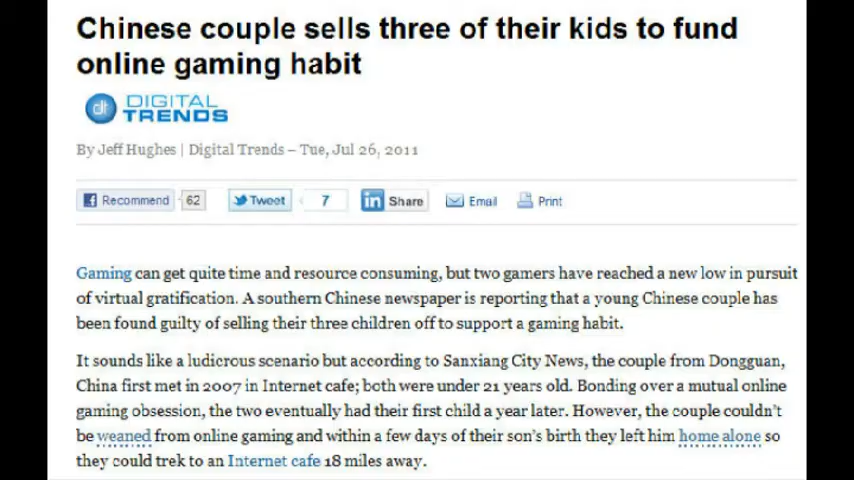 Chinese couple sells three of their kids to fund
online gaming habit
dt DIGITAL
TRENDS
By Jeff Hughes | Digital Trends – Tue, Jul 26, 2011
Recommend 62 Tweet 7 Share Email Print
Gaming can get quite time and resource consuming, but two gamers have reached a new low in pursuit
of virtual gratification. A southern Chinese newspaper is reporting that a young Chinese couple has
been found guilty of selling their three children off to support a gaming habit.
It sounds like a ludicrous scenario but according to Sanxiang City News, the couple from Dongguan,
China first met in 2007 in Internet cafe; both were under 21 years old. Bonding over a mutual online
gaming obsession, the two eventually had their first child a year later. However, the couple couldn't
be weaned from online gaming and within a few days of their son's birth they left him home alone so
they could trek to an Internet cafe 18 miles away.